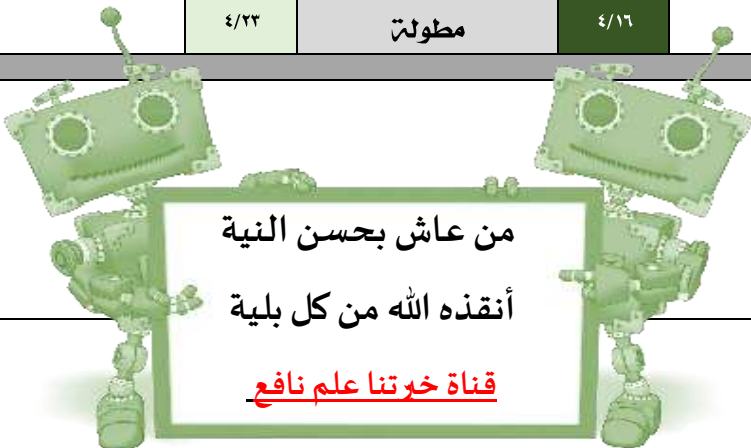 ٤/١٦ مطولة ٤/٢٣
من عاش بحسن النية
أنقذه الله من كل بلية
قناة خبرتنا علم نافع